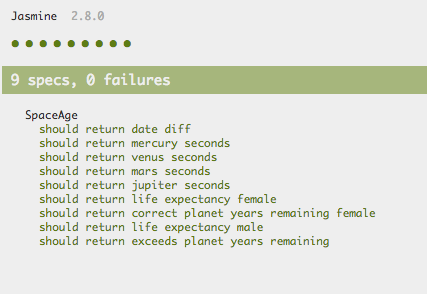 Jasmine 2.8.0
9 specs, 0 failures
SpaceAge
should return date diff
should return mercury seconds
should return venus seconds
should return mars seconds
should return jupiter seconds
should return life expectancy female
should return correct planet years remaining female
should return life expectancy male
should return exceeds planet years remaining